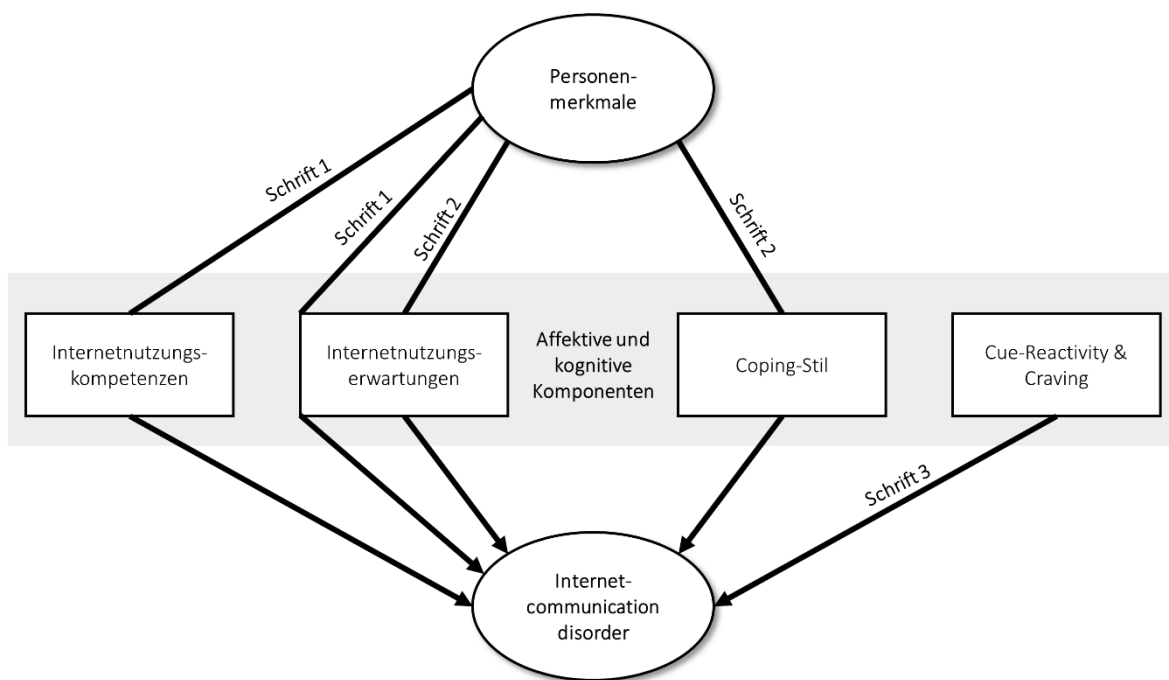 Personen-
merkmale
Schrift 1
Schrift 1
Schrift 2
Schrift 2
Internetnutzungs-
kompetenzen
Internetnutzungs-
erwartungen
Affektive und
kognitive
Komponenten
Coping-Stil
Cue-Reactivity &
Craving
Schrift 3
Internet-
communication
disorder